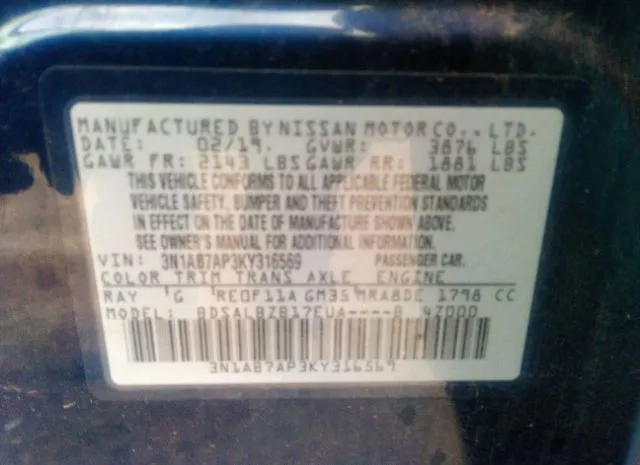 MANUFACTURED BY NISSAN MOTOR CO., LTD.
DATE: 02/19. GVWR: 3876 LBS
GAWR FR: 2143 LBS GAWR RR: 1881 LBS
THIS VEHICLE CONFORMS TO ALL APPLICABLE FEDERAL MOTOR
VEHICLE SAFETY, BUMPER AND THEFT PREVENTION STANDARDS
IN EFFECT ON THE DATE OF MANUFACTURE SHOWN ABOVE.
SEE OWNER'S MANUAL FOR ADDITIONAL INFORMATION.
VIN: 3N1AB7AP3KY316569 PASSENGER CAR.
COLOR TRIM TRANS AXLE ENGINE
RAY 'G RE0F11A GM35 MRA8DE 1798 CC
MODEL: BDSALBZB17EUA----B 4Z000
3N1AB7AP3KY316569